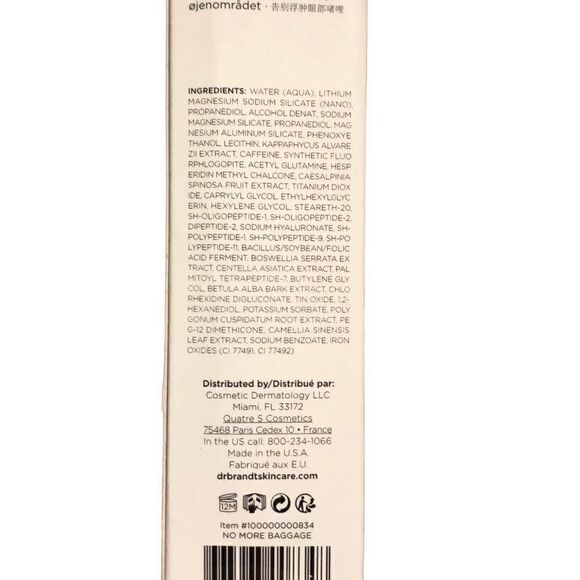 øjenområdet • 告别浮肿眼部啫喱
INGREDIENTS: WATER (AQUA), LITHIUM
MAGNESIUM SODIUM SILICATE (NANO),
PROPANEDIOL, ALCOHOL DENAT., SODIUM
MAGNESIUM SILICATE, PROPANEDIOL, MAG
NESIUM ALUMINUM SILICATE, PHENOXYE
THANOL, LECITHIN, KAPPAPHYCUS ALVARE
ZII EXTRACT, CAFFEINE, SYNTHETIC FLUO
RPHLOGOPITE, ACETYL GLUTAMINE, HESP
ERIDIN METHYL CHALCONE, CAESALPINIA
SPINOSA FRUIT EXTRACT, TITANIUM DIOX
IDE, CAPRYLYL GLYCOL, ETHYLHEXYLGLYC
ERIN, HEXYLENE GLYCOL, STEARETH-20,
SH-OLIGOPEPTIDE-1, SH-OLIGOPEPTIDE-2,
DIPEPTIDE-2, SODIUM HYALURONATE, SH-
POLYPEPTIDE-1, SH-POLYPEPTIDE-9, SH-PO
LYPEPTIDE-11, BACILLUS/SOYBEAN/FOLIC
ACID FERMENT, BOSWELLIA SERRATA EX
TRACT, CENTELLA ASIATICA EXTRACT, PAL
MITOYL TETRAPEPTIDE-7, BUTYLENE GLY
COL, BETULA ALBA BARK EXTRACT, CHLO
RHEXIDINE DIGLUCONATE, TIN OXIDE, 1,2-
HEXANEDIOL, POTASSIUM SORBATE, POLY
GONUM CUSPIDATUM ROOT EXTRACT, PE
G-12 DIMETHICONE, CAMELLIA SINENSIS
LEAF EXTRACT, SODIUM BENZOATE, IRON
OXIDES (CI 77491, CI 77492)
Distributed by/Distribué par:
Cosmetic Dermatology LLC
Miami, FL 33172
Quatre S Cosmetics
75468 Paris Cedex 10 • France
In the US call: 800-234-1066
Made in the U.S.A.
Fabriqué aux E.U.
drbrandtskincare.com
12M
Item #100000000834
NO MORE BAGGAGE